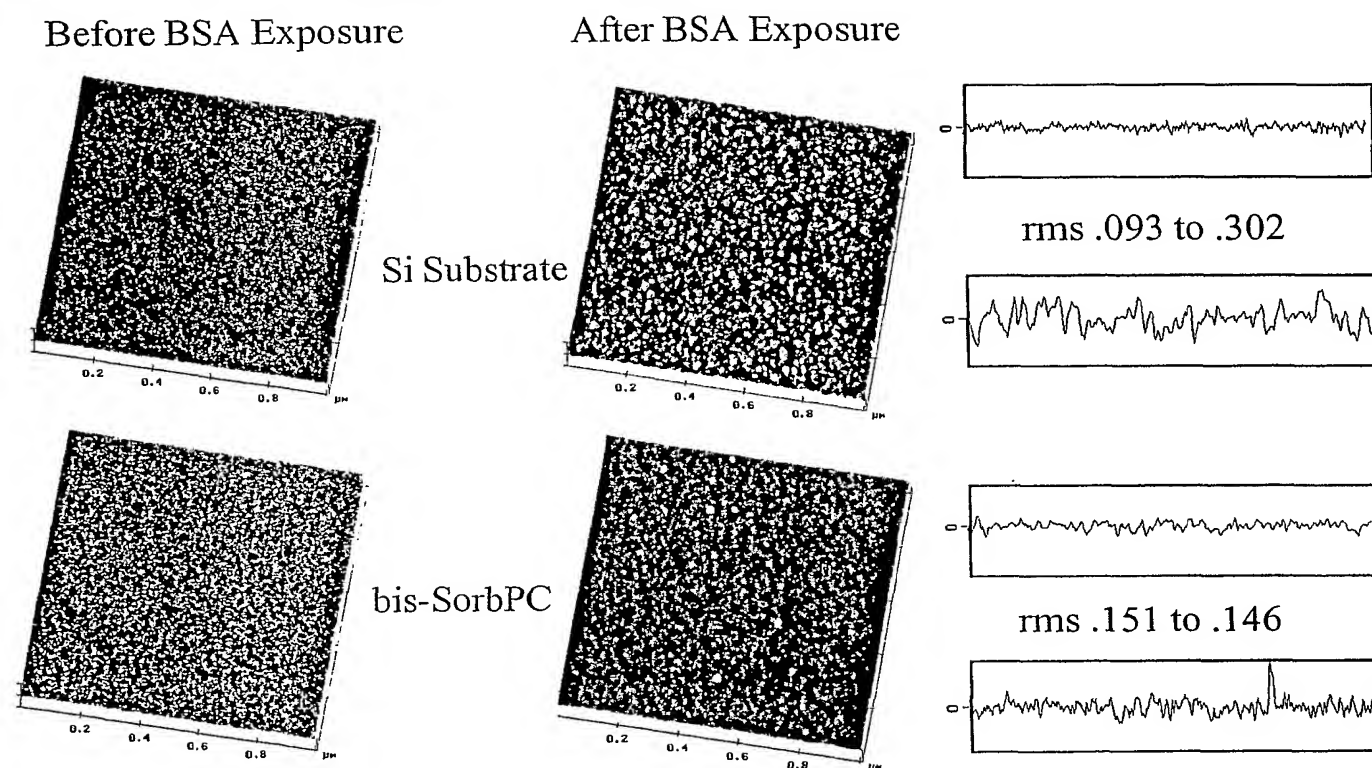 Before BSA Exposure
After BSA Exposure
0
rms .093 to .302
Si Substrate
0
0.2
0.4
0.6
0.8
μM
0.2
0.4
0.6
0.8
μM
0
bis-SorbPC
rms .151 to .146
0
0.2
0.4
0.6
0.8
μM
0.2
0.4
0.6
0.8
μM